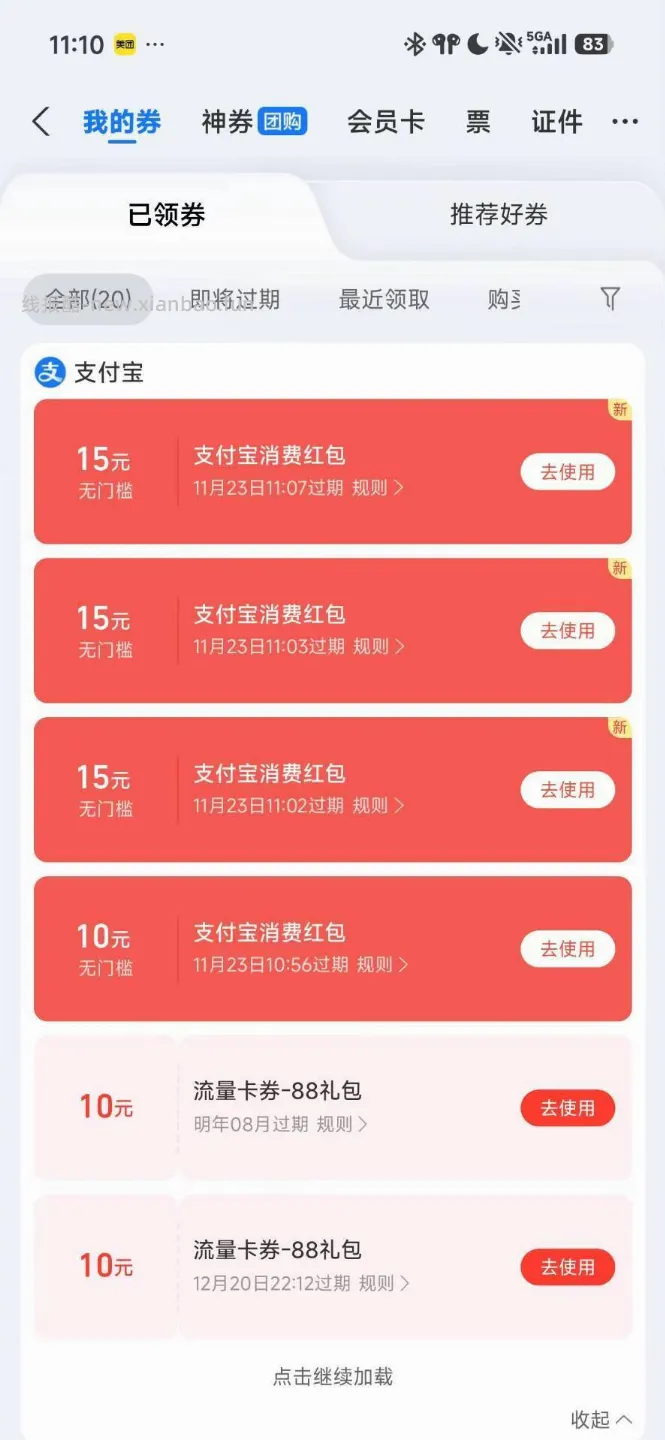 11:10 美团 ··· 5GA 83
我的券 神券 团购 会员卡 票 证件 ···
已领券 推荐好券
全部(20) 即将过期 最近领取
支付宝
新
15元 支付宝消费红包
无门槛 11月23日11:07过期 规则 去使用
新
15元 支付宝消费红包
无门槛 11月23日11:03过期 规则 去使用
新
15元 支付宝消费红包
无门槛 11月23日11:02过期 规则 去使用
10元 支付宝消费红包
无门槛 11月23日10:56过期 规则 去使用
10元 流量卡券-88礼包
明年08月过期 规则 去使用
10元 流量卡券-88礼包
12月20日22:12过期 规则 去使用
点击继续加载
收起